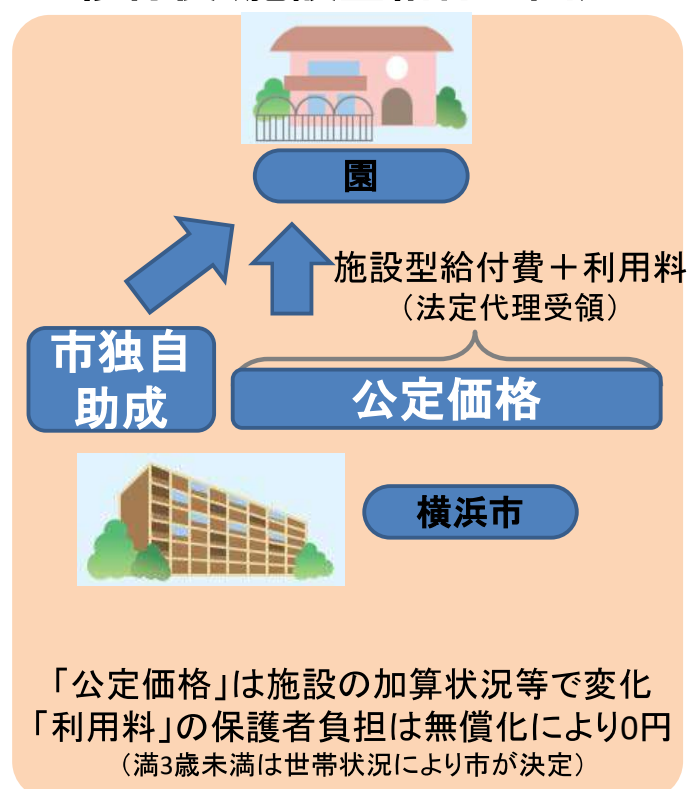 園
施設型給付費＋利用料
（法定代理受領）
市独自
助成
公定価格
横浜市
「公定価格」は施設の加算状況等で変化
「利用料」の保護者負担は無償化により0円
（満3歳未満は世帯状況により市が決定）